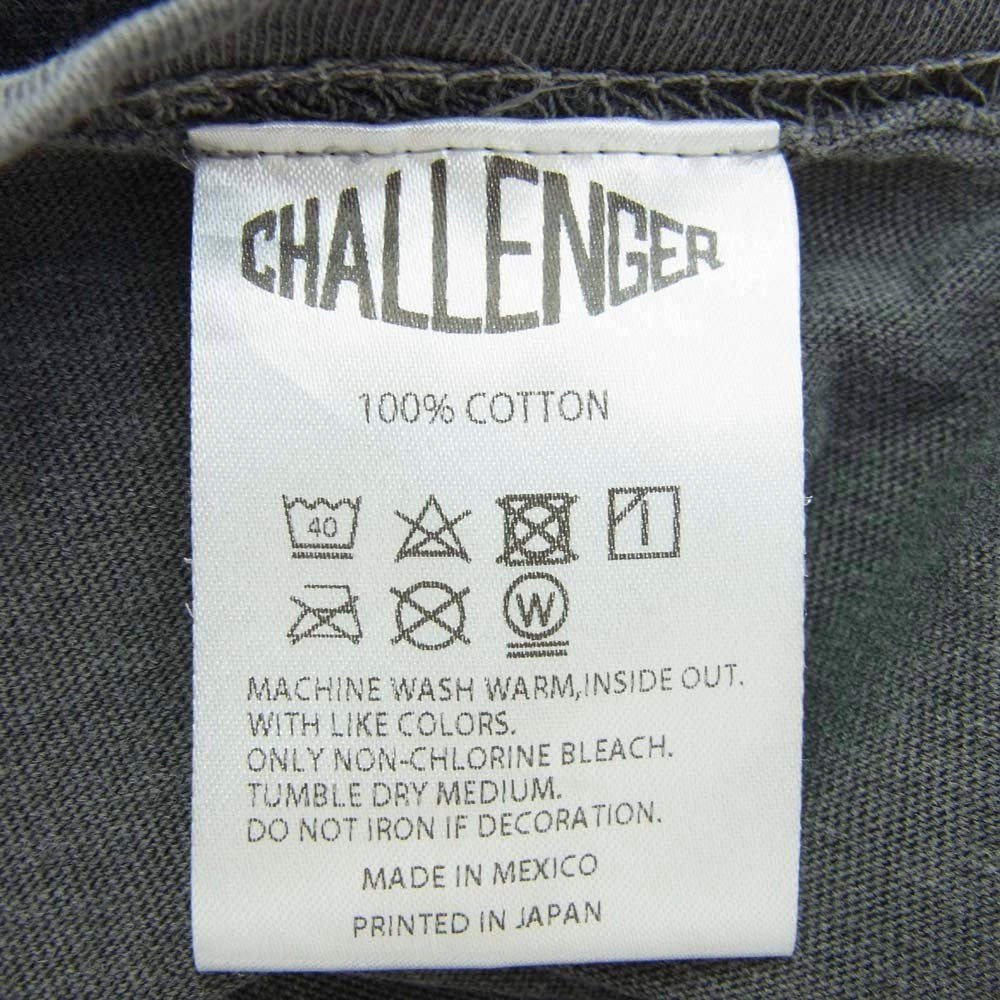 CHALLENGER
100% COTTON
40
W
MACHINE WASH WARM,INSIDE OUT.
WITH LIKE COLORS.
ONLY NON-CHLORINE BLEACH.
TUMBLE DRY MEDIUM.
DO NOT IRON IF DECORATION.
MADE IN MEXICO
PRINTED IN JAPAN